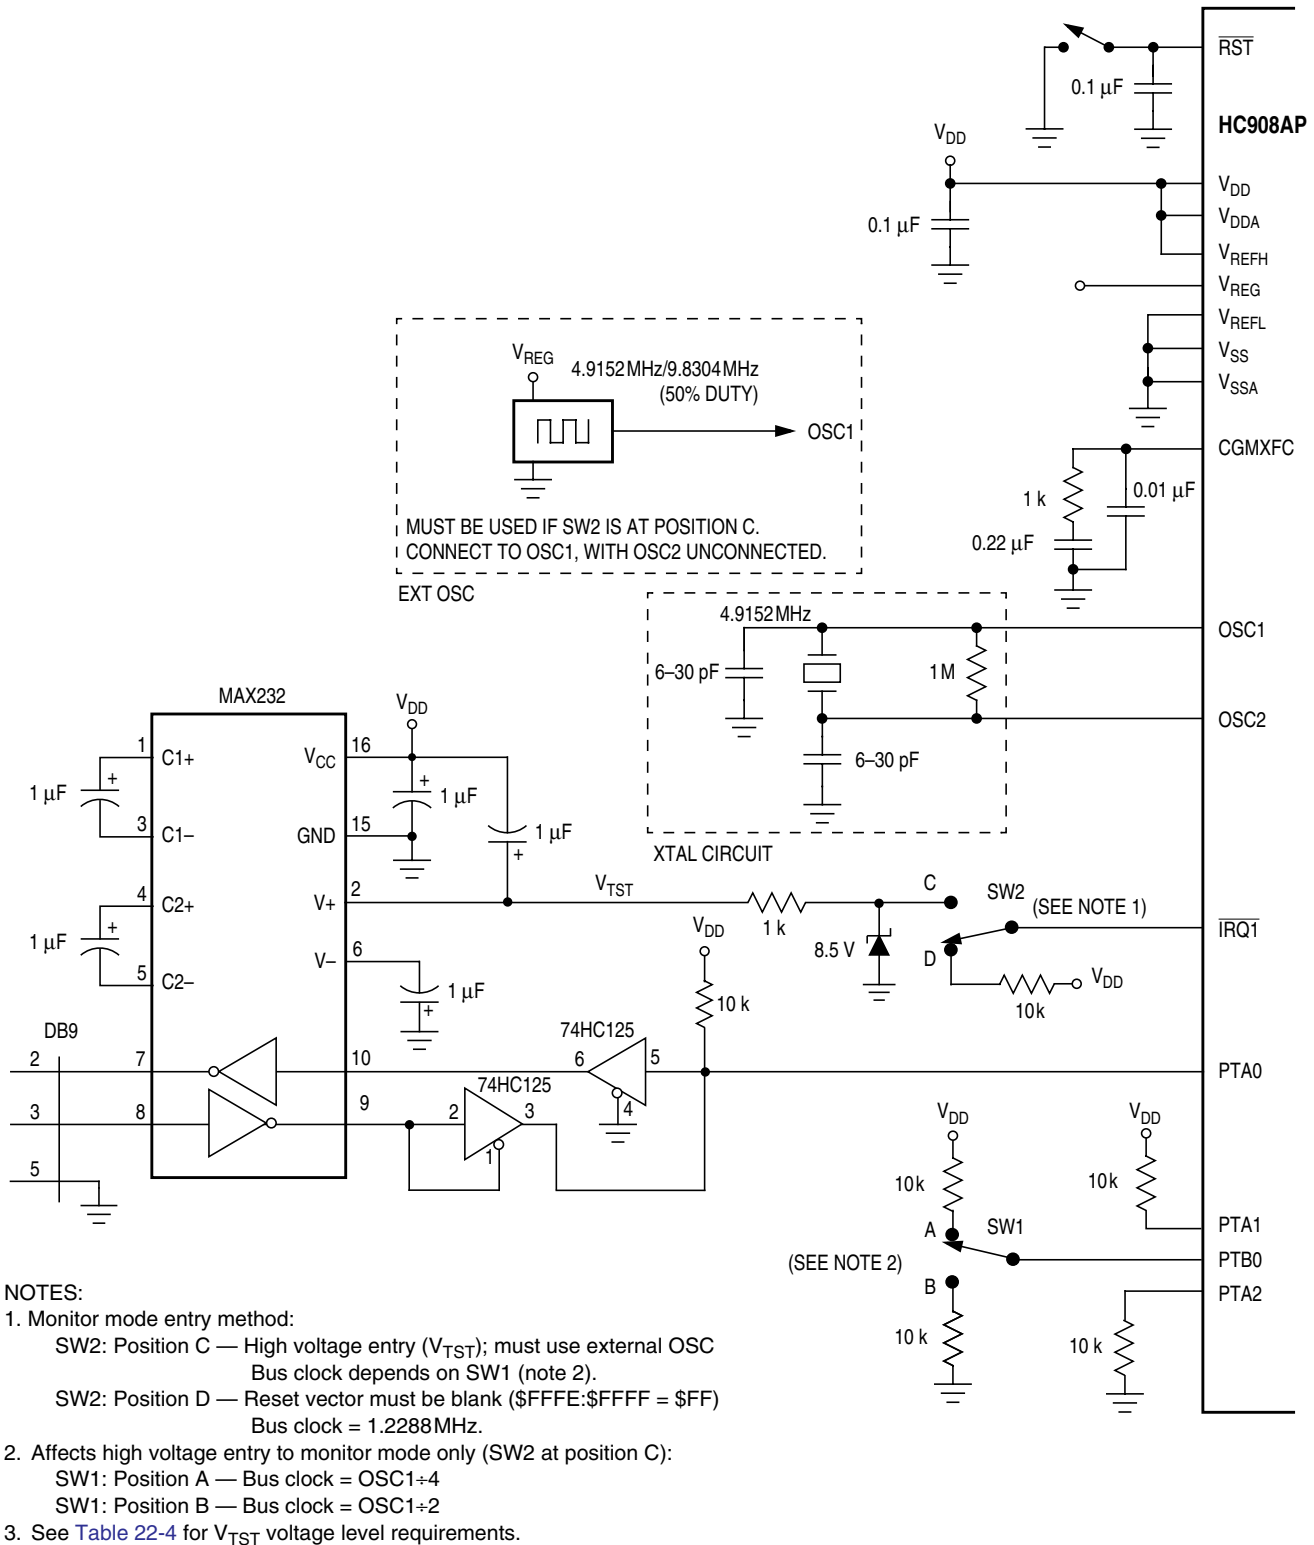 RST
0.1 µF
HC908AP
VDD
VDD
0.1 µF
VDDA
VREFH
VREG
VREFL
VSS
VSSA
VREG
4.9152MHz/9.8304MHz
(50% DUTY)
OSC1
MUST BE USED IF SW2 IS AT POSITION C.
CONNECT TO OSC1, WITH OSC2 UNCONNECTED.
EXT OSC
CGMXFC
1 k
0.01 µF
0.22 µF
4.9152MHz
OSC1
6–30 pF
1M
OSC2
6–30 pF
XTAL CIRCUIT
MAX232
VDD
1
C1+
VCC
16
1 µF
+
+
1 µF
3
C1–
GND
15
1 µF
+
4
C2+
V+
2
VTST
1 k
C
SW2
(SEE NOTE 1)
IRQ1
1 µF
+
V–
6
VDD
8.5 V
D
5
C2–
1 µF
+
10 k
10k
VDD
DB9
74HC125
2
7
10
6
5
4
PTA0
74HC125
3
8
9
2
3
1
5
VDD
VDD
10k
10k
A
SW1
PTA1
(SEE NOTE 2)
PTB0
B
PTA2
10 k
10 k
NOTES:
1. Monitor mode entry method:
SW2: Position C — High voltage entry (VTST); must use external OSC
Bus clock depends on SW1 (note 2).
SW2: Position D — Reset vector must be blank ($FFFE:$FFFF = $FF)
Bus clock = 1.2288MHz.
2. Affects high voltage entry to monitor mode only (SW2 at position C):
SW1: Position A — Bus clock = OSC1÷4
SW1: Position B — Bus clock = OSC1÷2
3. See Table 22-4 for VTST voltage level requirements.